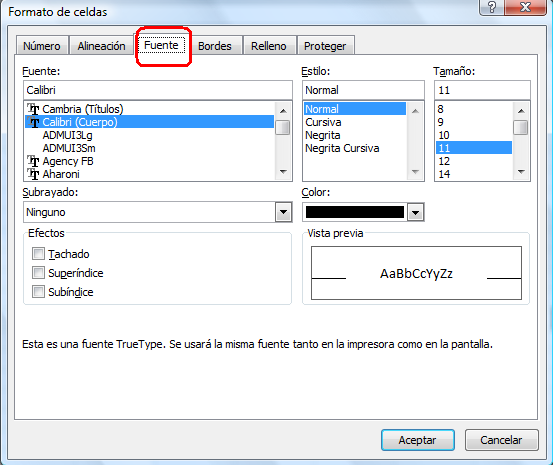 Formato de celdas
Número Alineación Fuente Bordes Relleno Proteger
Fuente: Estilo: Tamaño:
Calibri Normal 11
Cambria (Títulos) Normal 8
Calibri (Cuerpo) Cursiva 9
ADMUI3Lg Negrita 10
ADMUI3Sm Negrita Cursiva 11
Agency FB 12
Aharoni 14
Subrayado: Color:
Ninguno
Efectos Vista previa
Tachado
Superíndice AaBbCcYyZz
Subíndice
Esta es una fuente TrueType. Se usará la misma fuente tanto en la impresora como en la pantalla.
Aceptar Cancelar